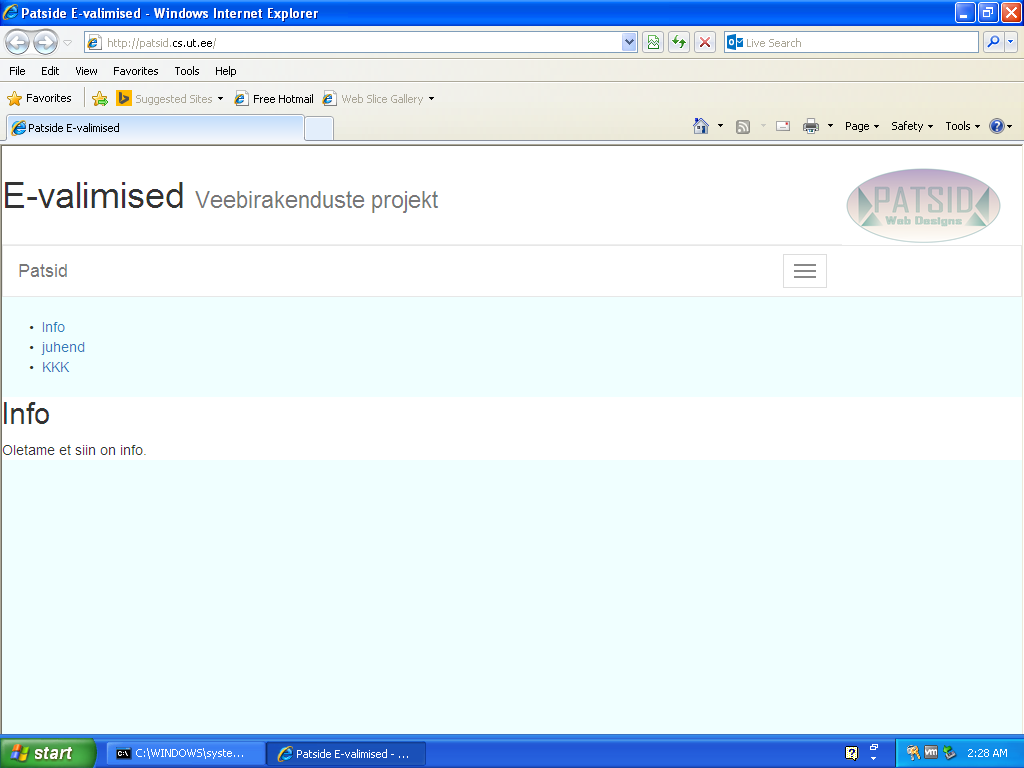 Patside E-valimised - Windows Internet Explorer
http://patsid.cs.ut.ee/
Live Search
File Edit View Favorites Tools Help
Favorites Suggested Sites Free Hotmail Web Slice Gallery
Patside E-valimised Page Safety Tools
E-valimised Veebirakenduste projekt
PATSID
Web Designs
Patsid
• Info
• juhend
• KKK
Info
Oletame et siin on info.
start C:\WINDOWS\syste... Patside E-valimised - ... 2:28 AM